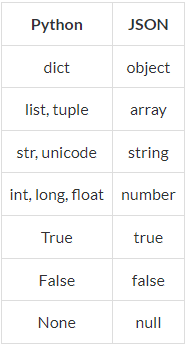 Python JSON
dict object
list, tuple array
str, unicode string
int, long, float number
True true
False false
None null